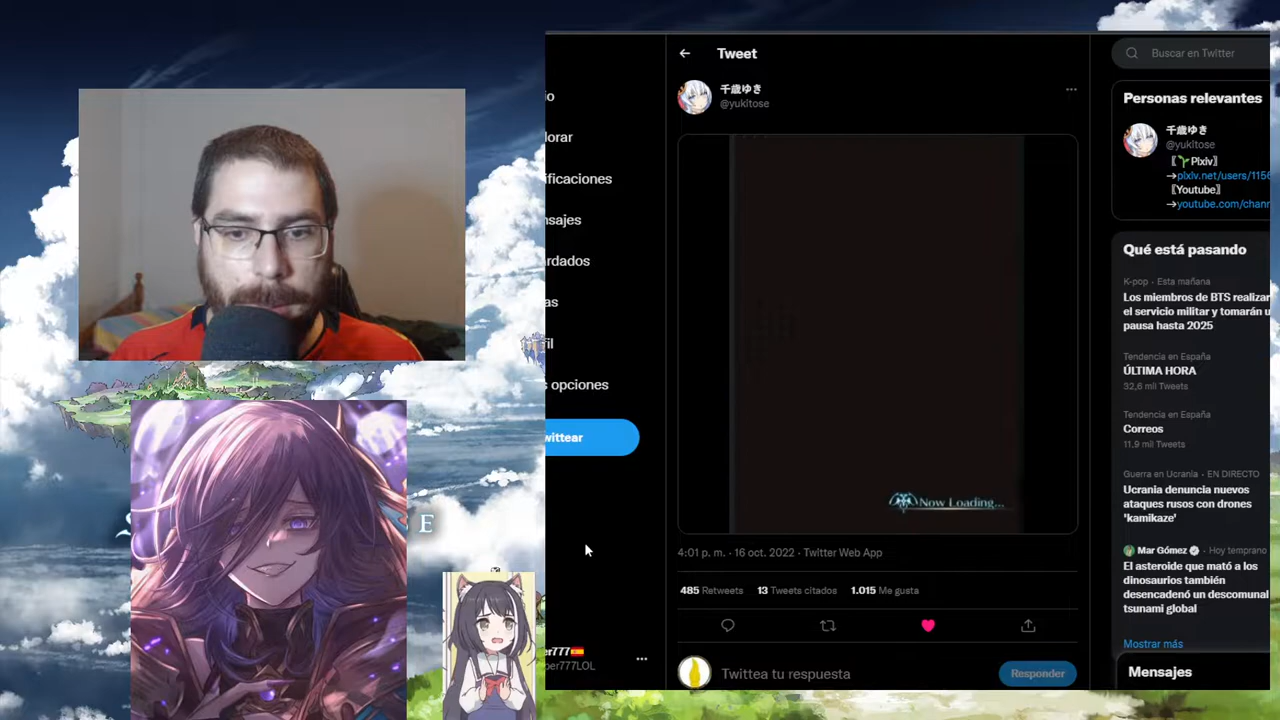 Tweet
千歳ゆき
@yukitose
Now Loading...
4:01 p. m. · 16 oct. 2022 · Twitter Web App
485 Retweets 13 Tweets citados 1.015 Me gusta
Twittea tu respuesta
Responder
io
orar
ificaciones
nsajes
rdados
as
fil
s opciones
wittear
er777🇪🇸
per777LOL
E
Buscar en Twitter
Personas relevantes
千歳ゆき
@yukitose
〖🌱Pixiv〗
→pixiv.net/users/1156
〖Youtube〗
→youtube.com/chann
Qué está pasando
K-pop · Esta mañana
Los miembros de BTS realizar
el servicio militar y tomarán u
pausa hasta 2025
Tendencia en España
ÚLTIMA HORA
32,6 mil Tweets
Tendencia en España
Correos
11,9 mil Tweets
Guerra en Ucrania · EN DIRECTO
Ucrania denuncia nuevos
ataques rusos con drones
'kamikaze'
Mar Gómez · Hoy temprano
El asteroide que mató a los
dinosaurios también
desencadenó un descomunal
tsunami global
Mostrar más
Mensajes